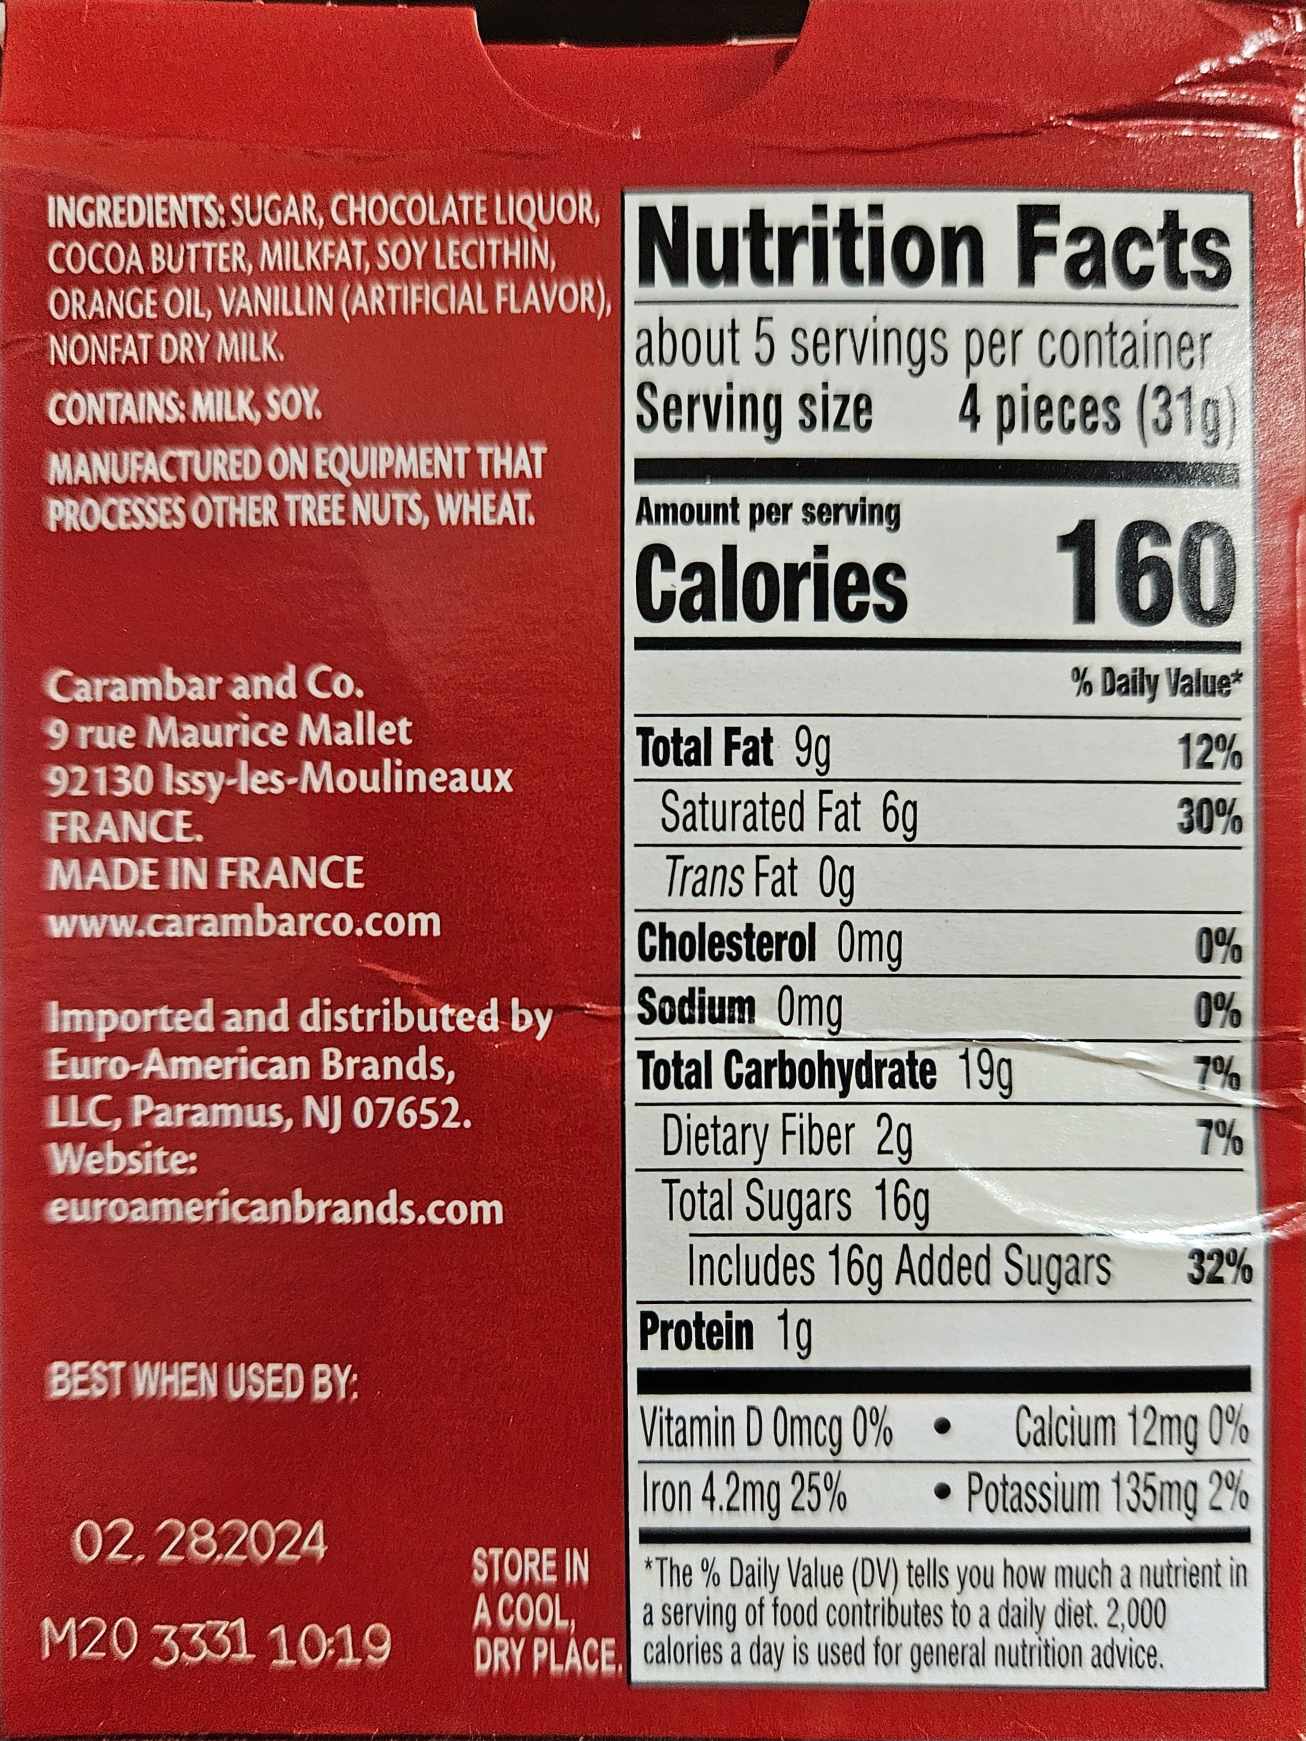 INGREDIENTS: SUGAR, CHOCOLATE LIQUOR,
COCOA BUTTER, MILKFAT, SOY LECITHIN,
ORANGE OIL, VANILLIN (ARTIFICIAL FLAVOR),
NONFAT DRY MILK.
CONTAINS: MILK, SOY.
MANUFACTURED ON EQUIPMENT THAT
PROCESSES OTHER TREE NUTS, WHEAT.
Carambar and Co.
9 rue Maurice Mallet
92130 Issy-les-Moulineaux
FRANCE.
MADE IN FRANCE
www.carambarco.com
Imported and distributed by
Euro-American Brands,
LLC, Paramus, NJ 07652.
Website:
euroamericanbrands.com
BEST WHEN USED BY:
02.28.2024
M20 3331 10:19
STORE IN
A COOL,
DRY PLACE.
Nutrition Facts
about 5 servings per container
Serving size 4 pieces (31g)
Amount per serving
Calories 160
% Daily Value*
Total Fat 9g 12%
Saturated Fat 6g 30%
Trans Fat 0g
Cholesterol 0mg 0%
Sodium 0mg 0%
Total Carbohydrate 19g 7%
Dietary Fiber 2g 7%
Total Sugars 16g
Includes 16g Added Sugars 32%
Protein 1g
Vitamin D 0mcg 0% • Calcium 12mg 0%
Iron 4.2mg 25% • Potassium 135mg 2%
*The % Daily Value (DV) tells you how much a nutrient in
a serving of food contributes to a daily diet. 2,000
calories a day is used for general nutrition advice.